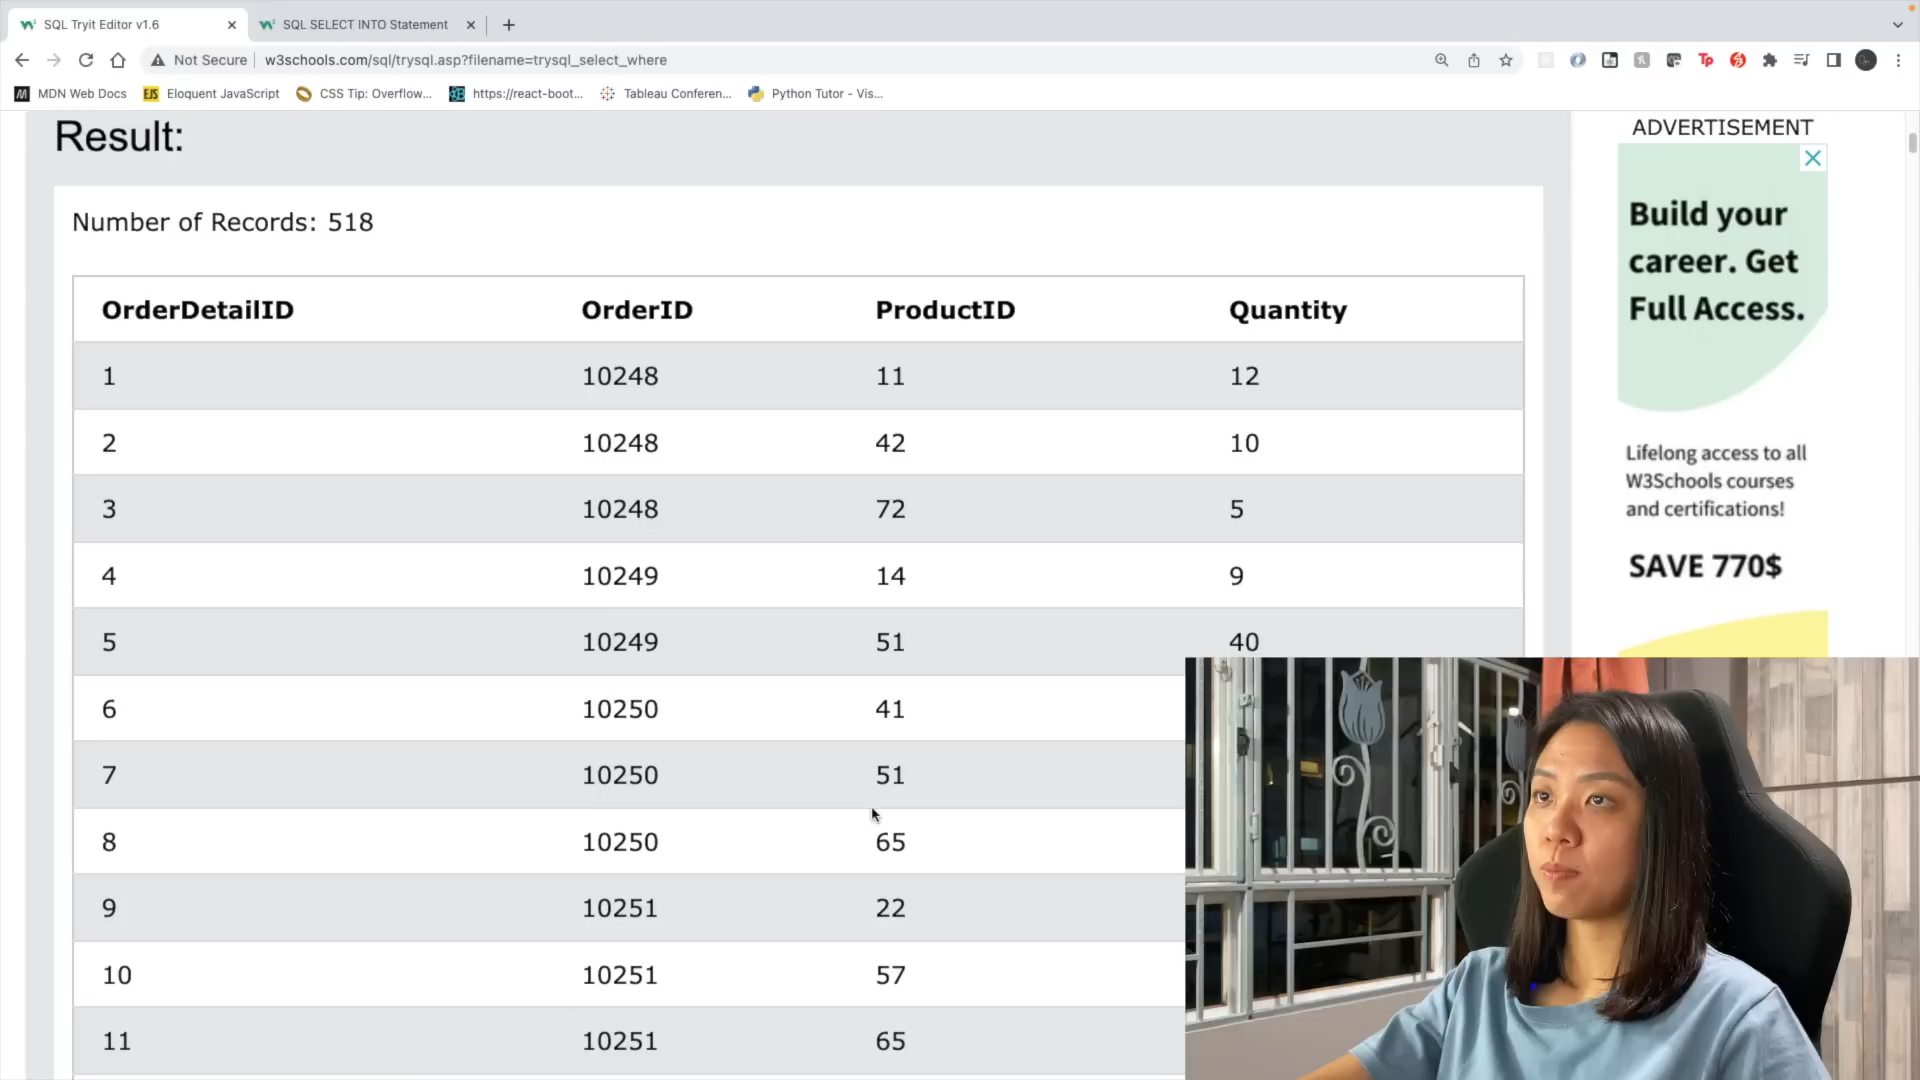 SQL Tryit Editor v1.6
SQL SELECT INTO Statement
Not Secure
w3schools.com/sql/trysql.asp?filename=trysql_select_where
MDN Web Docs
EJS
Eloquent JavaScript
CSS Tip: Overflow...
https://react-boot...
Tableau Conferen...
Python Tutor - Vis...
Tp
Result:
Number of Records: 518
OrderDetailID OrderID ProductID Quantity
1 10248 11 12
2 10248 42 10
3 10248 72 5
4 10249 14 9
5 10249 51 40
6 10250 41
7 10250 51
8 10250 65
9 10251 22
10 10251 57
11 10251 65
ADVERTISEMENT
Build your
career. Get
Full Access.
Lifelong access to all
W3Schools courses
and certifications!
SAVE 770$